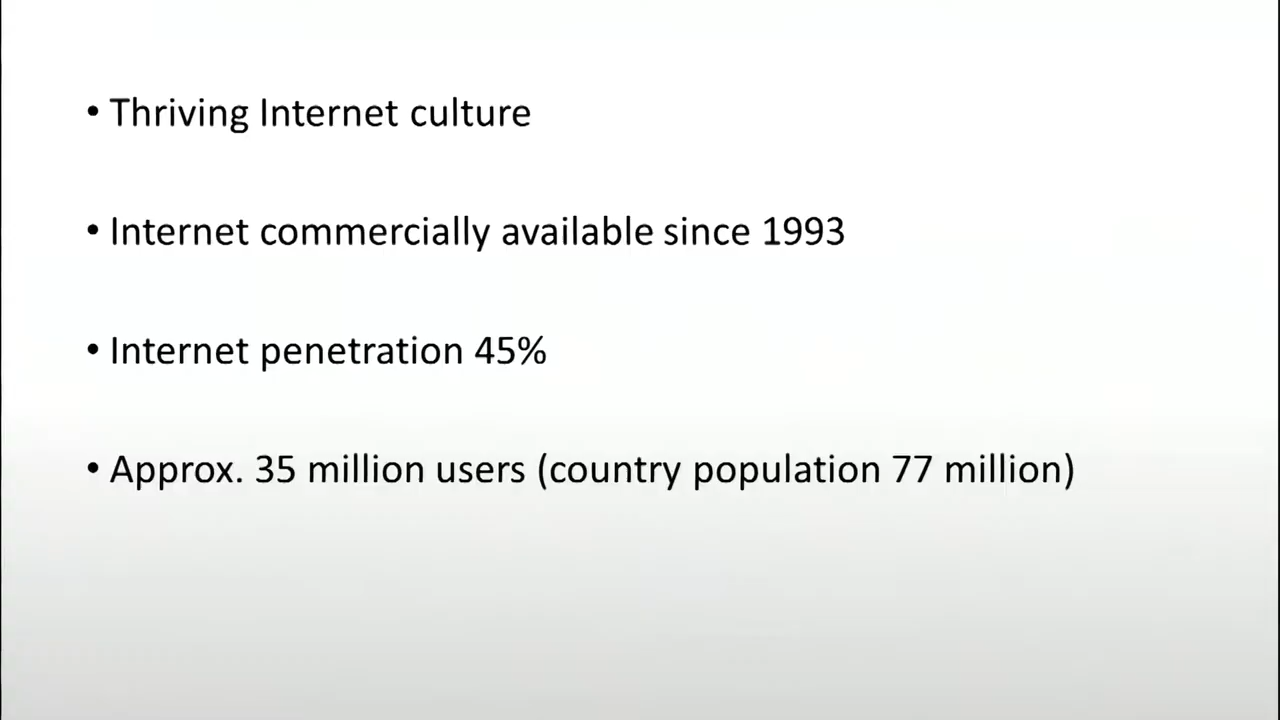 • Thriving Internet culture
• Internet commercially available since 1993
• Internet penetration 45%
• Approx. 35 million users (country population 77 million)